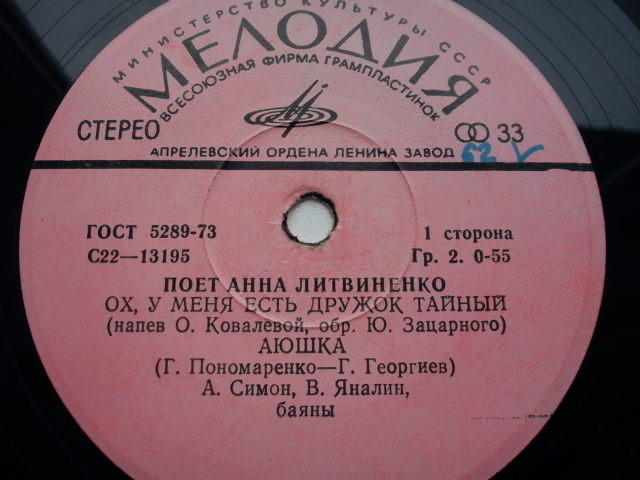 МИНИСТЕРСТВО КУЛЬТУРЫ СССР
МЕЛОДИЯ
ВСЕСОЮЗНАЯ ФИРМА ГРАМПЛАСТИНОК
СТЕРЕО 33
АПРЕЛЕВСКИЙ ОРДЕНА ЛЕНИНА ЗАВОД
ГОСТ 5289-73
С22—13195
1 сторона
Гр. 2. 0-55
ПОЕТ АННА ЛИТВИНЕНКО
ОХ, У МЕНЯ ЕСТЬ ДРУЖОК ТАЙНЫЙ
(напев О. Ковалевой, обр. Ю. Зацарного)
АЮШКА
(Г. Пономаренко—Г. Георгиев)
А. Симон, В. Яналин,
баяны